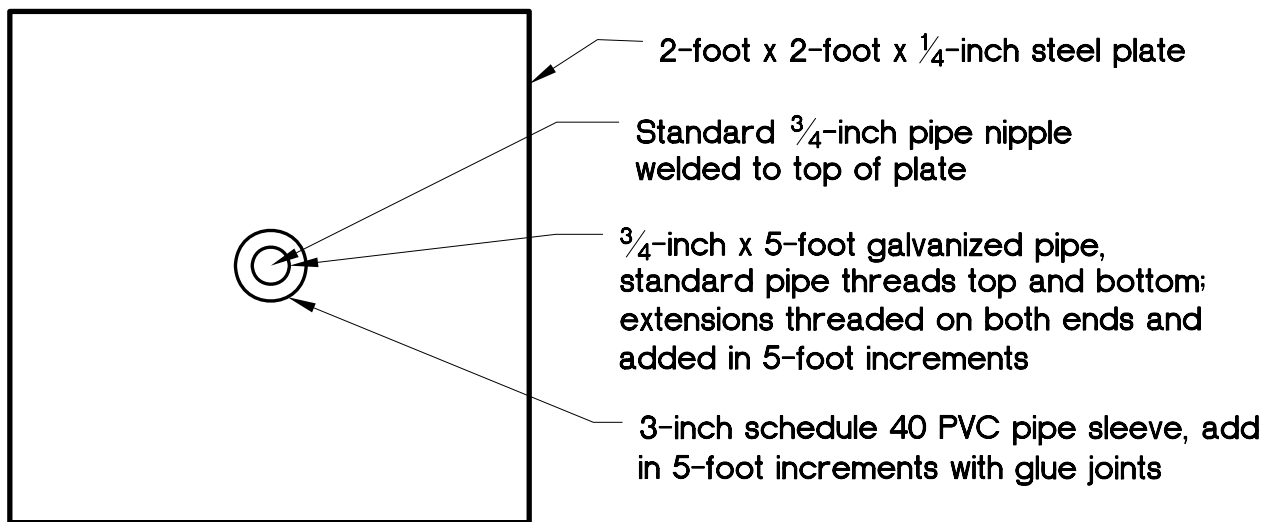 2-foot x 2-foot x ¼-inch steel plate
Standard ¾-inch pipe nipple
welded to top of plate
¾-inch x 5-foot galvanized pipe,
standard pipe threads top and bottom;
extensions threaded on both ends and
added in 5-foot increments
3-inch schedule 40 PVC pipe sleeve, add
in 5-foot increments with glue joints